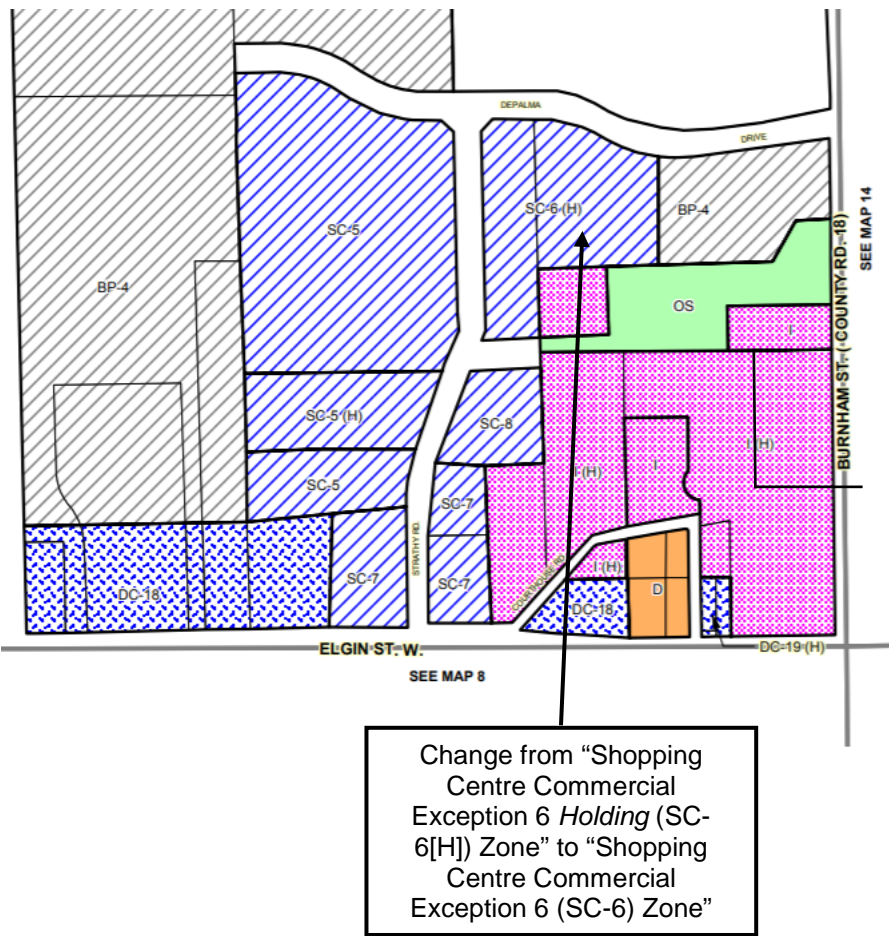 DEPALMA
DRIVE
SC-5
SC-6 (H)
BP-4
SEE MAP 14
BURNHAM ST. ( COUNTY RD. 18)
BP-4
OS
I
SC-5 (H)
SC-8
I (H)
I (H)
I
SC-5
SC-7
STRATHY RD.
COURTHOUSE RD.
I (H)
SC-7
SC-7
DC-18
DC-18
D
DC-19 (H)
ELGIN ST. W.
SEE MAP 8
Change from “Shopping
Centre Commercial
Exception 6 Holding (SC-
6[H]) Zone” to “Shopping
Centre Commercial
Exception 6 (SC-6) Zone”